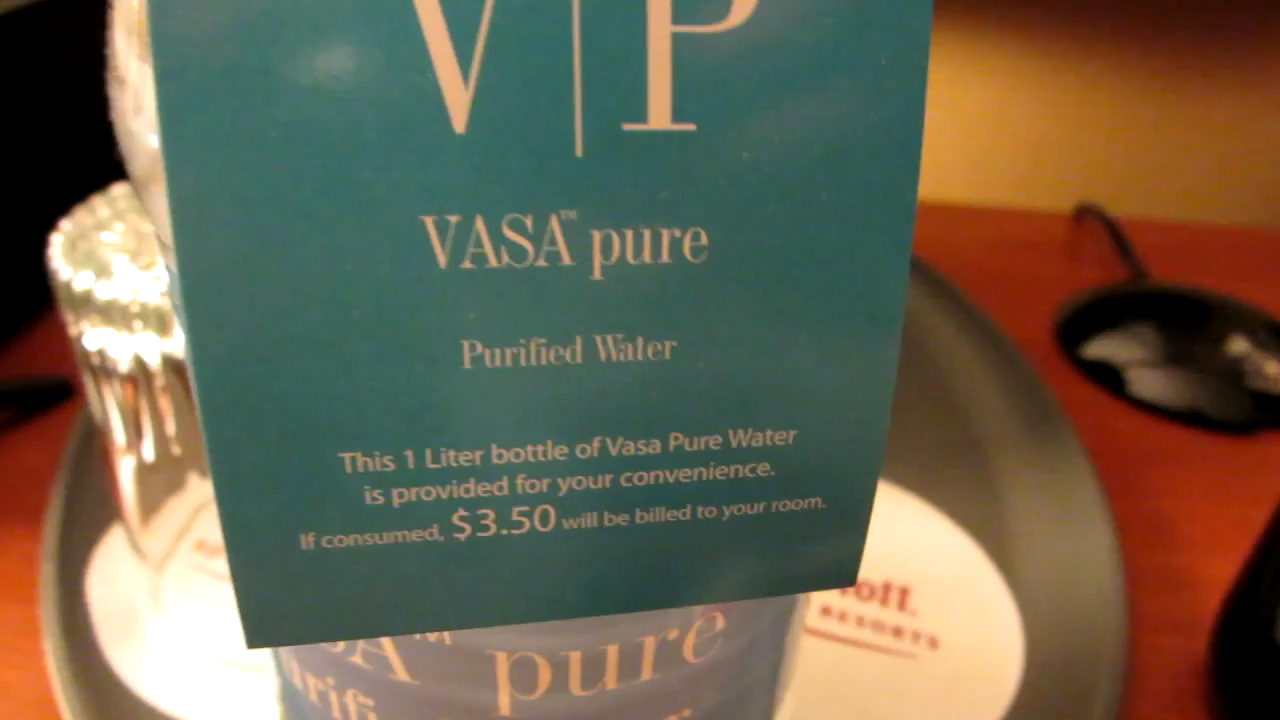 V|P
VASA™ pure
Purified Water
This 1 Liter bottle of Vasa Pure Water
is provided for your convenience.
If consumed, $3.50 will be billed to your room.
pure
RESORTS